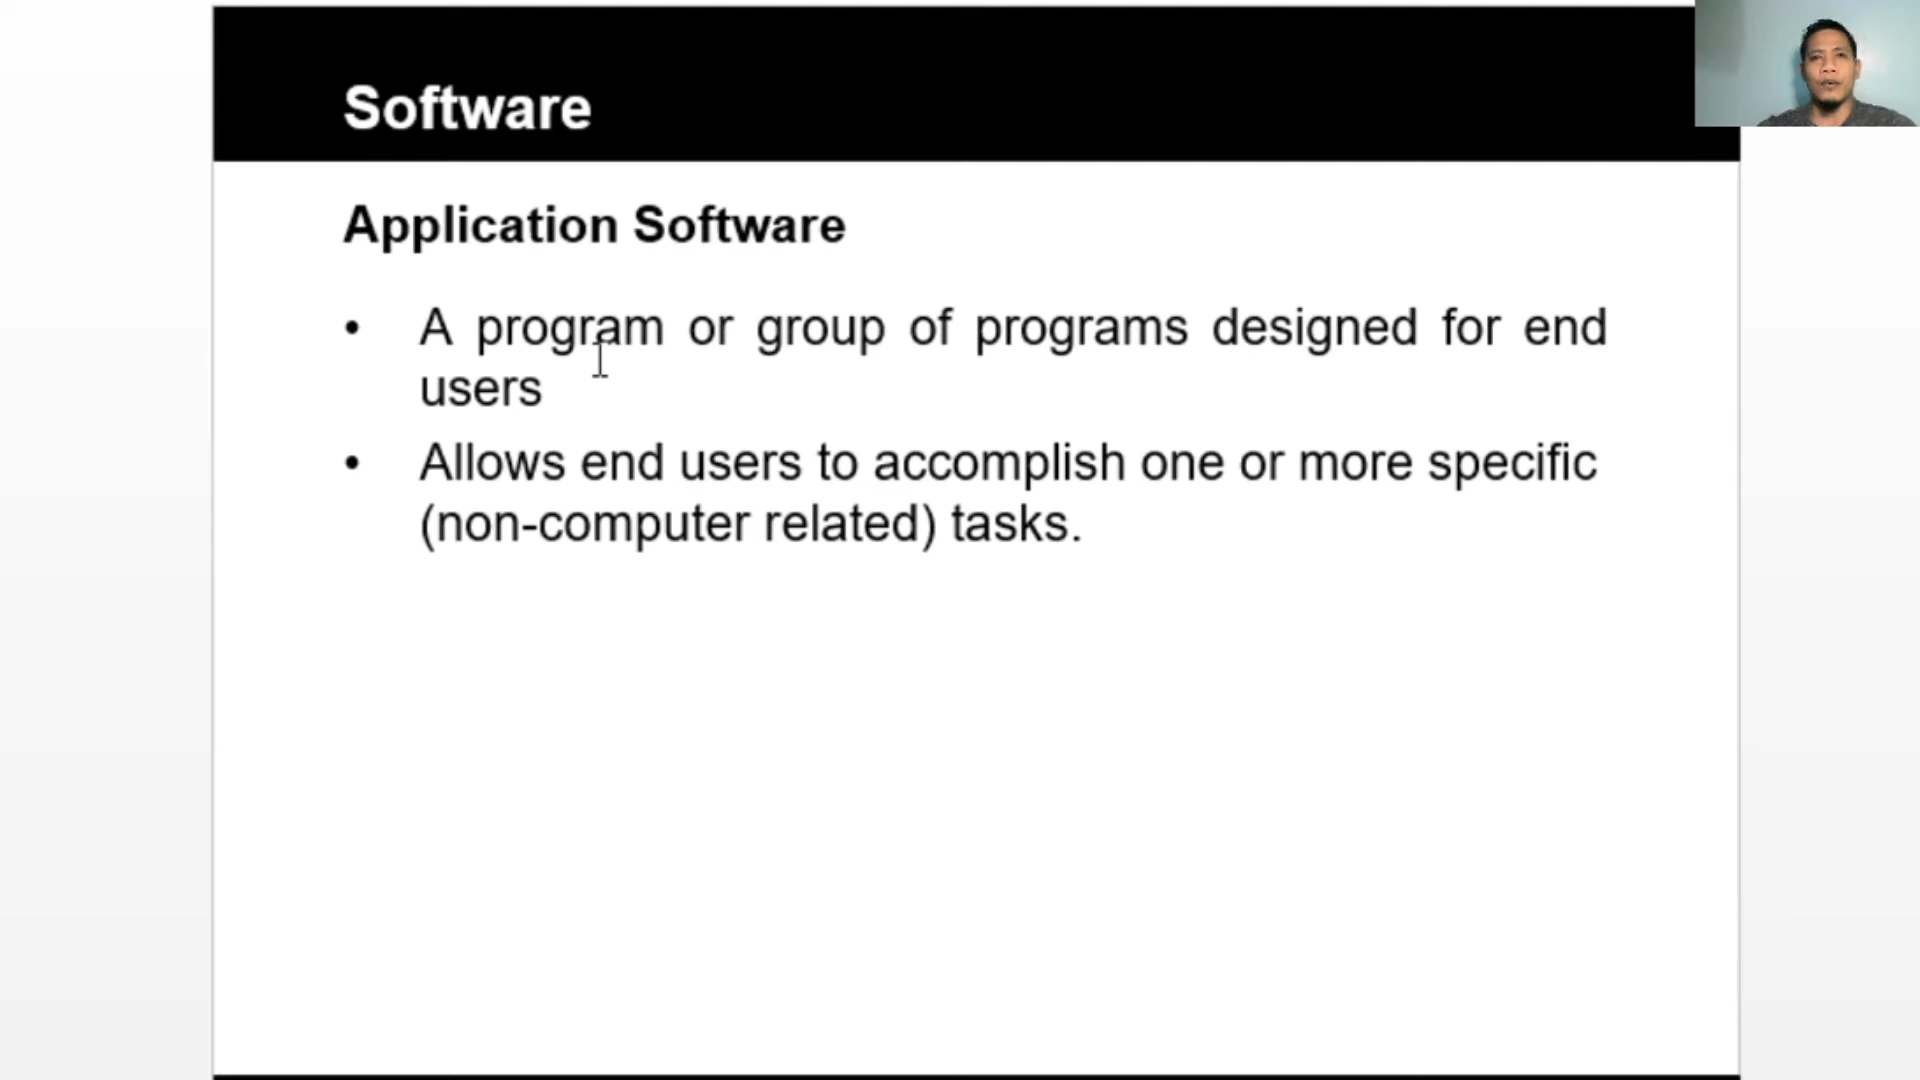 Software
Application Software
• A program or group of programs designed for end
users
• Allows end users to accomplish one or more specific
(non-computer related) tasks.